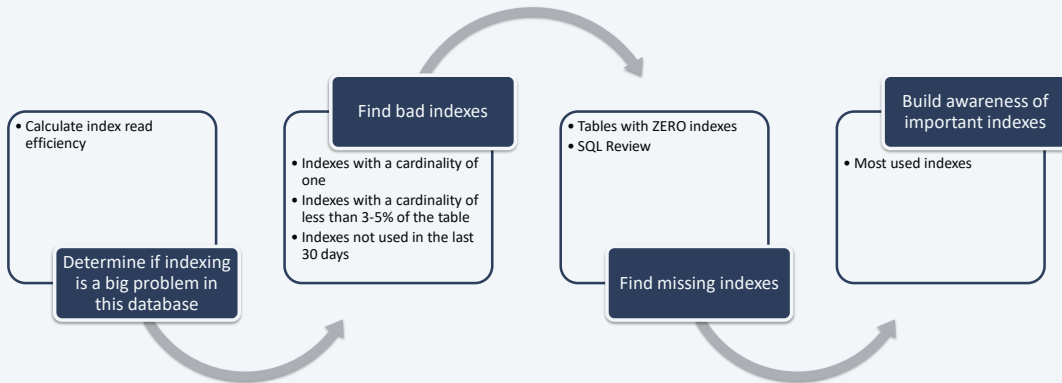 • Calculate index read
efficiency
Determine if indexing
is a big problem in
this database
Find bad indexes
• Indexes with a cardinality of
one
• Indexes with a cardinality of
less than 3-5% of the table
• Indexes not used in the last
30 days
• Tables with ZERO indexes
• SQL Review
Find missing indexes
Build awareness of
important indexes
• Most used indexes